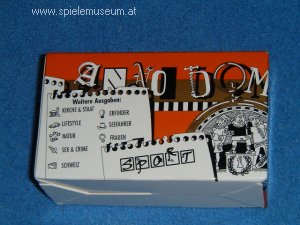 www.spielemuseum.at
ANNO DOM
Weitere Ausgaben:
KIRCHE & STAAT
LIFESTYLE
NATUR
SEX & CRIME
SCHWEIZ
ERFINDER
SEEFAHRER
FRAUEN
SPORT